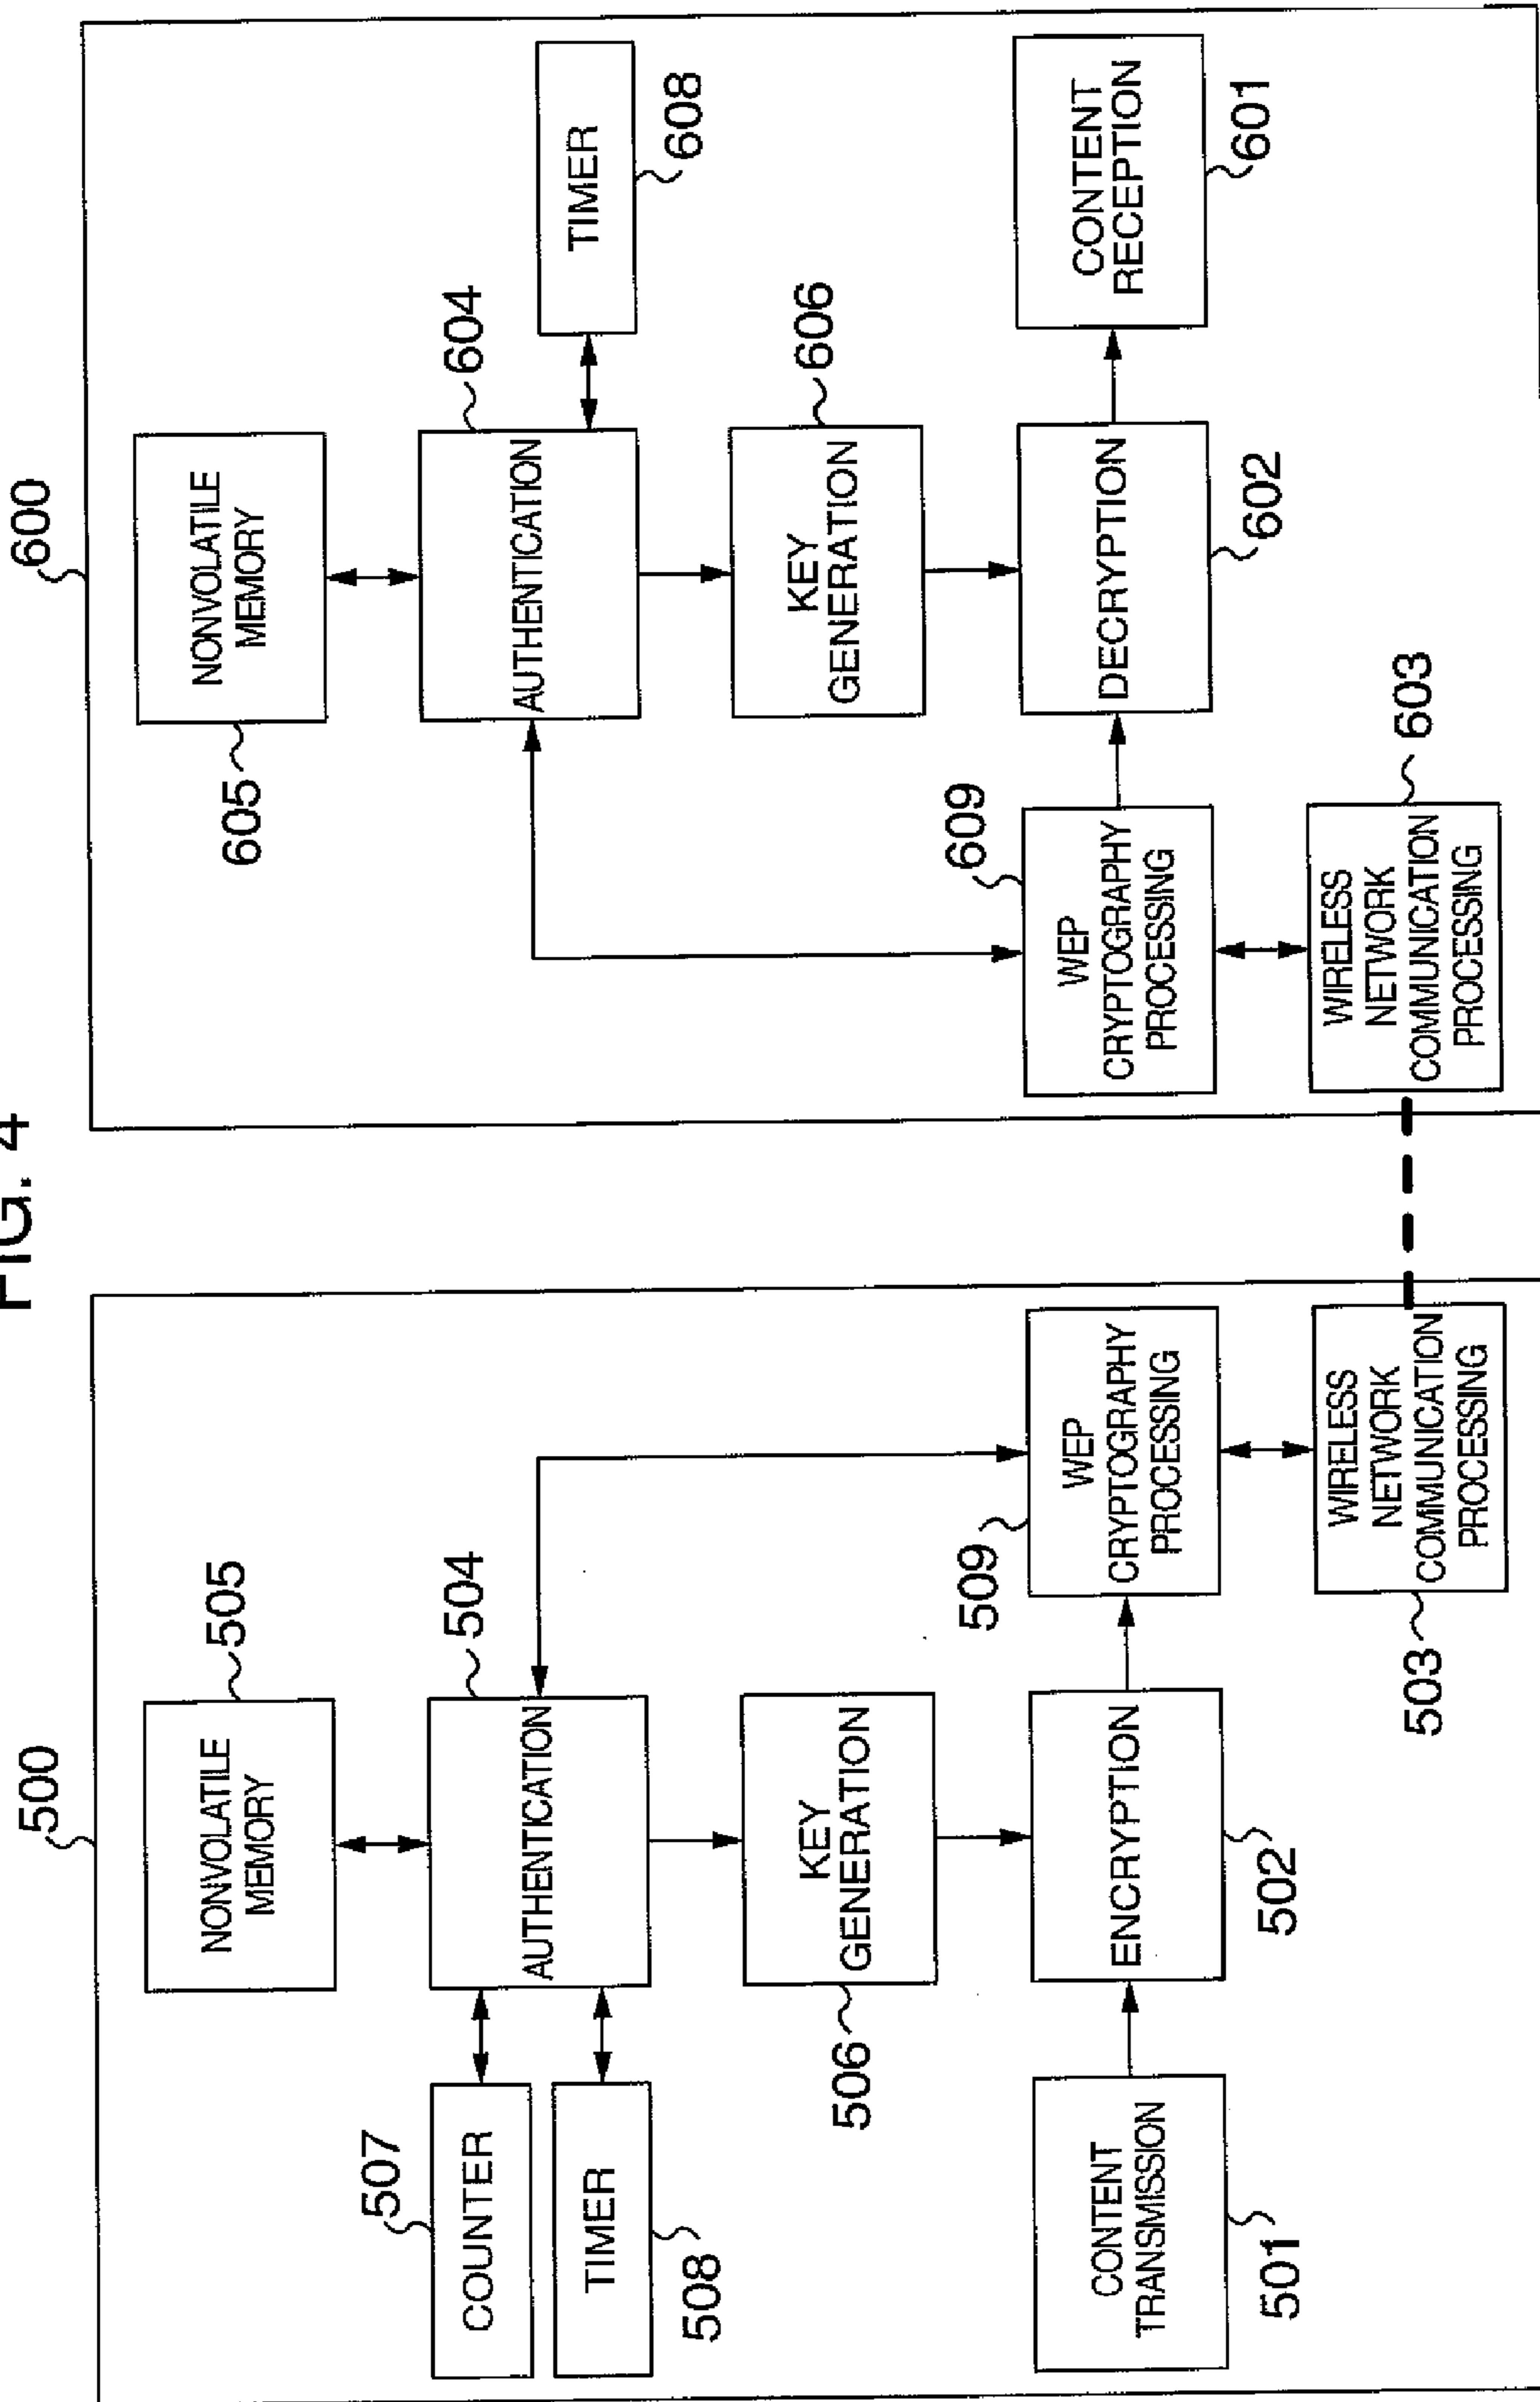 FIG. 4
500
NONVOLATILE
MEMORY
505
507
COUNTER
TIMER
508
AUTHENTICATION
504
506
KEY
GENERATION
CONTENT
TRANSMISSION
501
ENCRYPTION
502
509
WEP
CRYPTOGRAPHY
PROCESSING
503
WIRELESS
NETWORK
COMMUNICATION
PROCESSING
600
605
NONVOLATILE
MEMORY
AUTHENTICATION
604
TIMER
608
KEY
GENERATION
606
609
WEP
CRYPTOGRAPHY
PROCESSING
DECRYPTION
602
CONTENT
RECEPTION
601
WIRELESS
NETWORK
COMMUNICATION
PROCESSING
603